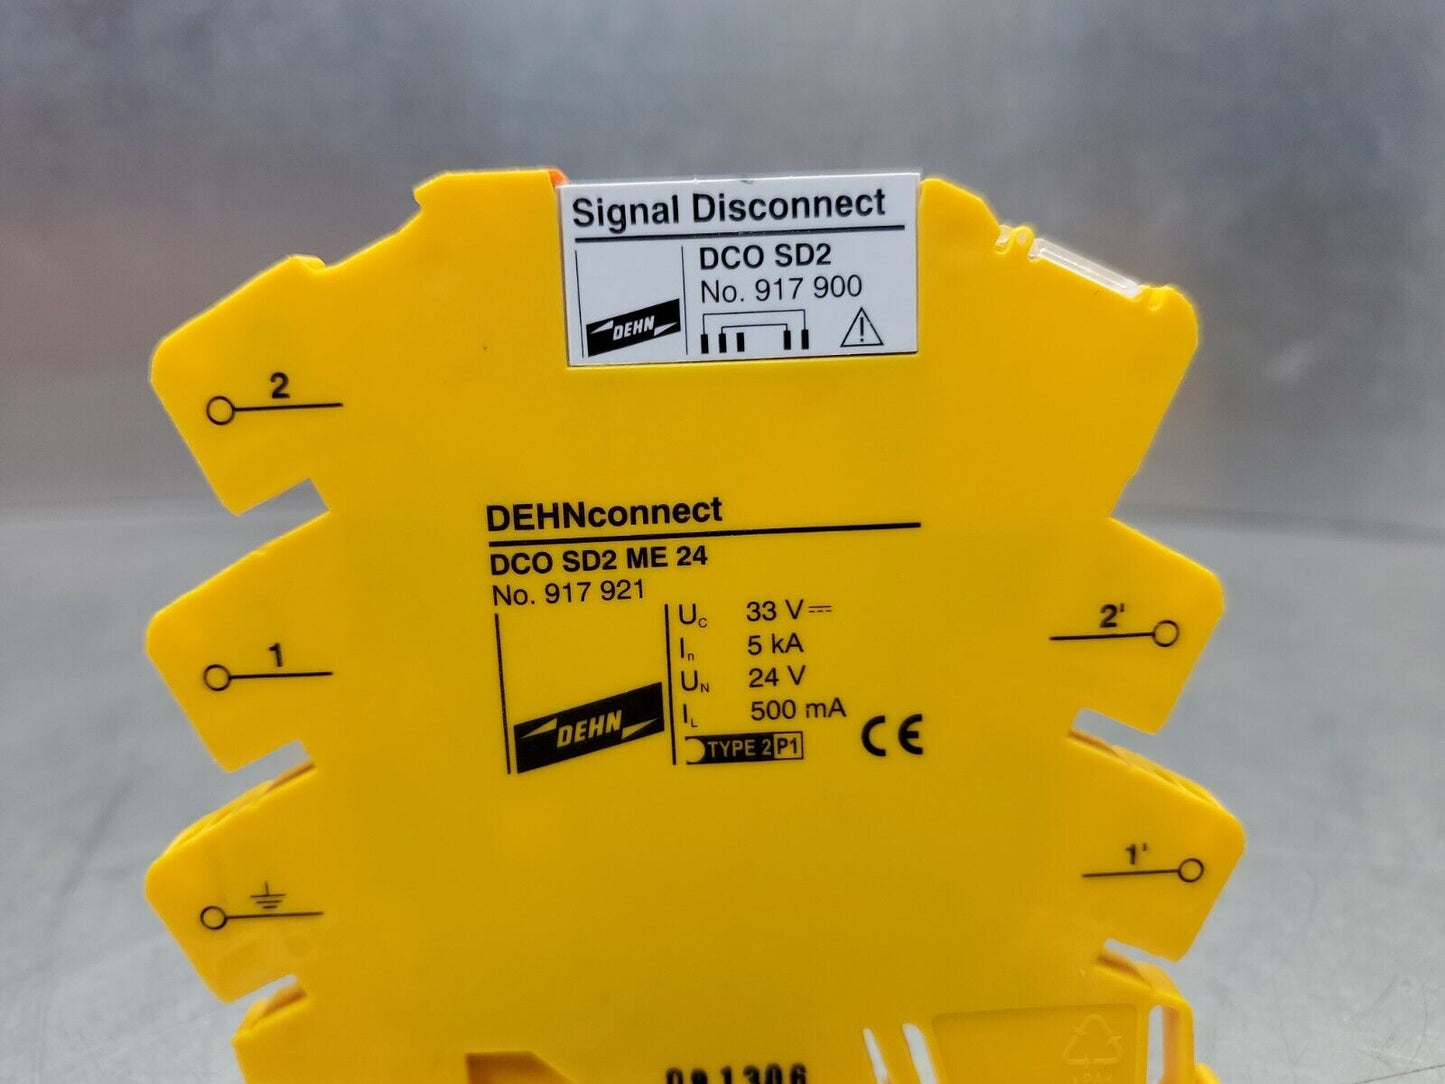 Signal Disconnect
DCO SD2
No. 917 900
DEHN
2
DEHNconnect
DCO SD2 ME 24
No. 917 921
UC 33 V
In 5 kA
UN 24 V
IL 500 mA
TYPE 2 P1
CE
DEHN
1
2'
1'